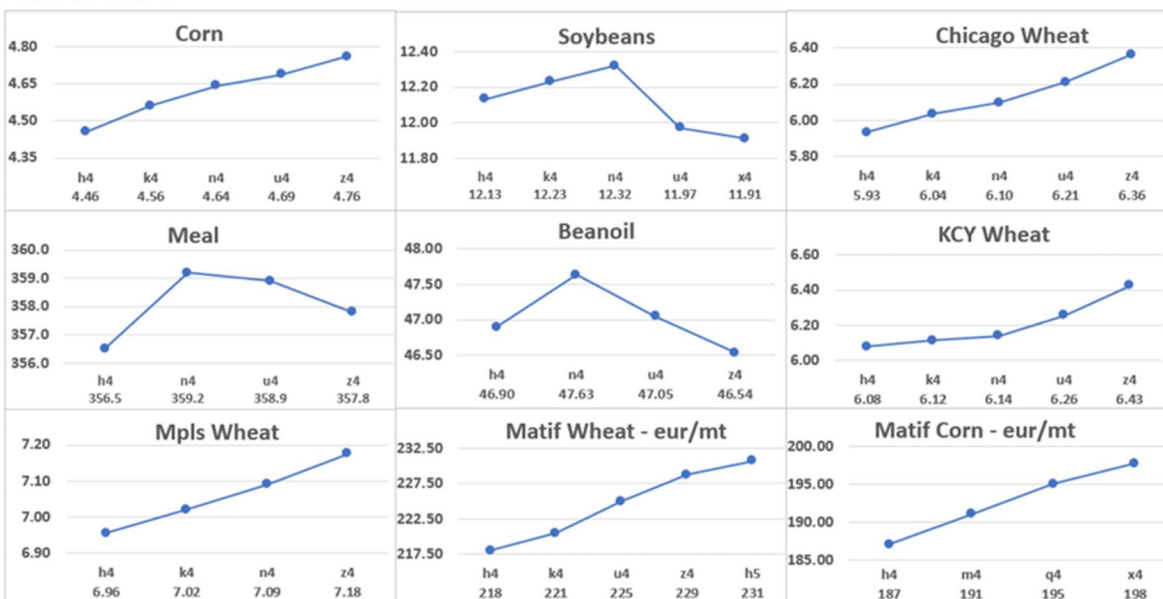 Corn
4.80
4.65
4.50
4.35
h4 k4 n4 u4 z4
4.46 4.56 4.64 4.69 4.76
Soybeans
12.40
12.20
12.00
11.80
h4 k4 n4 u4 x4
12.13 12.23 12.32 11.97 11.91
Chicago Wheat
6.40
6.20
6.00
5.80
h4 k4 n4 u4 z4
5.93 6.04 6.10 6.21 6.36
Meal
360.0
359.0
358.0
357.0
356.0
h4 n4 u4 z4
356.5 359.2 358.9 357.8
Beanoil
48.00
47.50
47.00
46.50
h4 n4 u4 z4
46.90 47.63 47.05 46.54
KCY Wheat
6.60
6.40
6.20
6.00
h4 k4 n4 u4 z4
6.08 6.12 6.14 6.26 6.43
Mpls Wheat
7.20
7.10
7.00
6.90
h4 k4 n4 z4
6.96 7.02 7.09 7.18
Matif Wheat - eur/mt
232.50
227.50
222.50
217.50
h4 k4 u4 z4 h5
218 221 225 229 231
Matif Corn - eur/mt
200.00
195.00
190.00
185.00
h4 m4 q4 x4
187 191 195 198